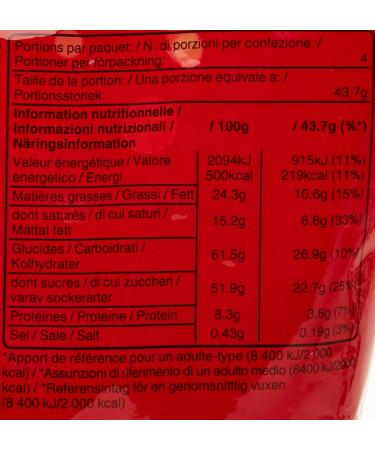 Portions par paquet: / N. di porzioni per confezione: /
Portioner per förpackning: 4
Taille de la portion: / Una porzione equivale a: /
Portionsstorlek: 43.7g
Information nutritionnelle /
Informazioni nutrizionali / / 100g / 43.7g (%*)
Näringsinformation
Valeur énergétique / Valore 2094kJ 915kJ (11%)
energetico / Energi 500kcal 219kcal (11%)
Matières grasses / Grassi / Fett 24.3g 10.6g (15%)
dont saturés / di cui saturi / 15.2g 6.6g (33%)
Mättat fett
Glucides / Carboidrati / 61.5g 26.9g (10%
Kolhydrater
dont sucres / di cui zuccheri / 51.9g 22.7g (25%
varav sockerarter
Protéines / Proteine / Protein 8.3g 3.6g (7%)
Sel / Sale / Salt 0.43g 0.19g (3%)
*Apport de référence pour un adulte-type (8 400 kJ/2 000
kcal) / *Assunzioni di riferimento di un adulto medio (8400 kJ/2000
kcal) / *Referensintag för en genomsnittlig vuxen
(8 400 kJ/2 000 kcal)